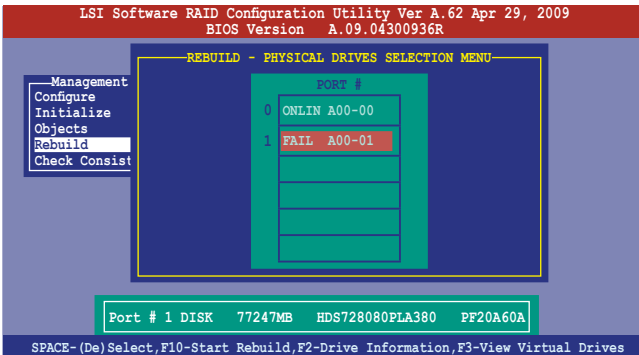 LSI Software RAID Configuration Utility Ver A.62 Apr 29, 2009
BIOS Version A.09.04300936R
REBUILD - PHYSICAL DRIVES SELECTION MENU
Management
Configure
Initialize
Objects
Rebuild
Check Consist
PORT #
0 ONLIN A00-00
1 FAIL A00-01
Port # 1 DISK 77247MB HDS728080PLA380 PF20A60A
SPACE-(De)Select,F10-Start Rebuild,F2-Drive Information,F3-View Virtual Drives